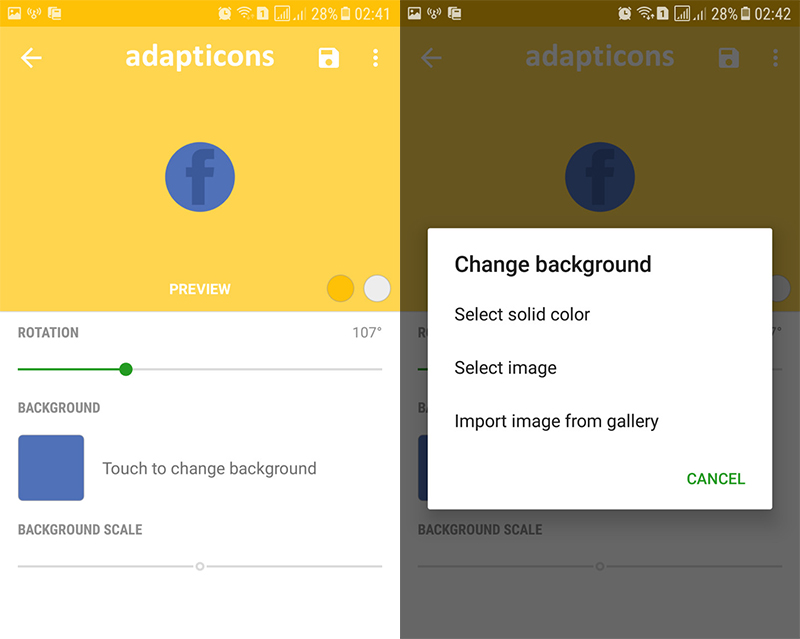 28% 02:41
adapticons
f
PREVIEW
ROTATION 107°
BACKGROUND
Touch to change background
BACKGROUND SCALE
1 28% 02:42
adapticons
f
Change background
Select solid color
Select image
Import image from gallery
CANCEL
BACKGROUND SCALE